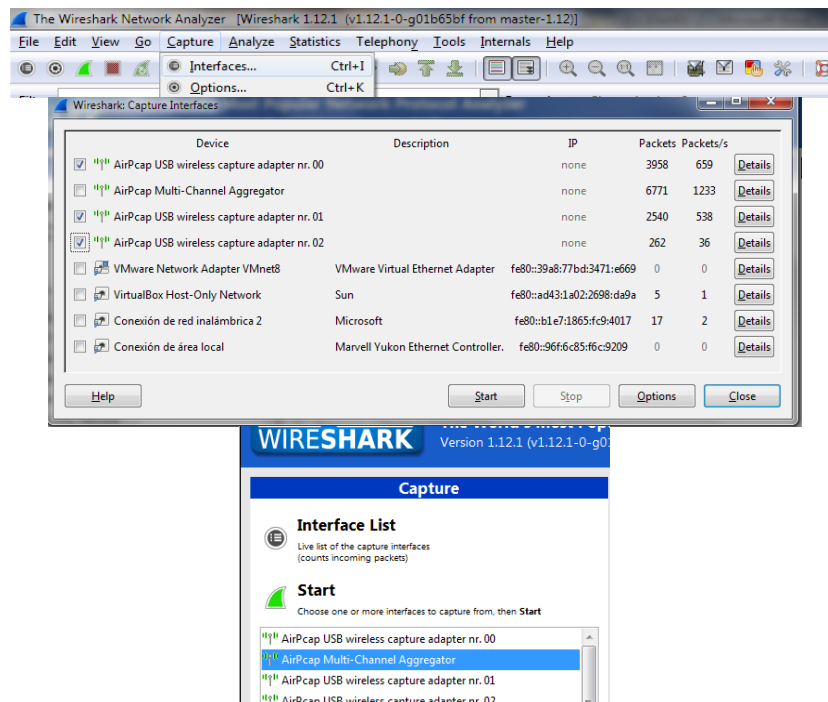 The Wireshark Network Analyzer [Wireshark 1.12.1 (v1.12.1-0-g01b65bf from master-1.12)]
File Edit View Go Capture Analyze Statistics Telephony Tools Internals Help
Interfaces... Ctrl+I
Options... Ctrl+K
Wireshark: Capture Interfaces
Device Description IP Packets Packets/s
AirPcap USB wireless capture adapter nr. 00 none 3958 659 Details
AirPcap Multi-Channel Aggregator none 6771 1233 Details
AirPcap USB wireless capture adapter nr. 01 none 2540 538 Details
AirPcap USB wireless capture adapter nr. 02 none 262 36 Details
VMware Network Adapter VMnet8 VMware Virtual Ethernet Adapter fe80::39a8:77bd:3471:e669 0 0 Details
VirtualBox Host-Only Network Sun fe80::ad43:1a02:2698:da9a 5 1 Details
Conexión de red inalámbrica 2 Microsoft fe80::b1e7:1865:fc9:4017 17 2 Details
Conexión de área local Marvell Yukon Ethernet Controller. fe80::96f:6c85:f6c:9209 0 0 Details
Help Start Stop Options Close
WIRESHARK
Version 1.12.1 (v1.12.1-0-g01
Capture
Interface List
Live list of the capture interfaces
(counts incoming packets)
Start
Choose one or more interfaces to capture from, then Start
AirPcap USB wireless capture adapter nr. 00
AirPcap Multi-Channel Aggregator
AirPcap USB wireless capture adapter nr. 01
AirPcap USB wireless capture adapter nr. 02